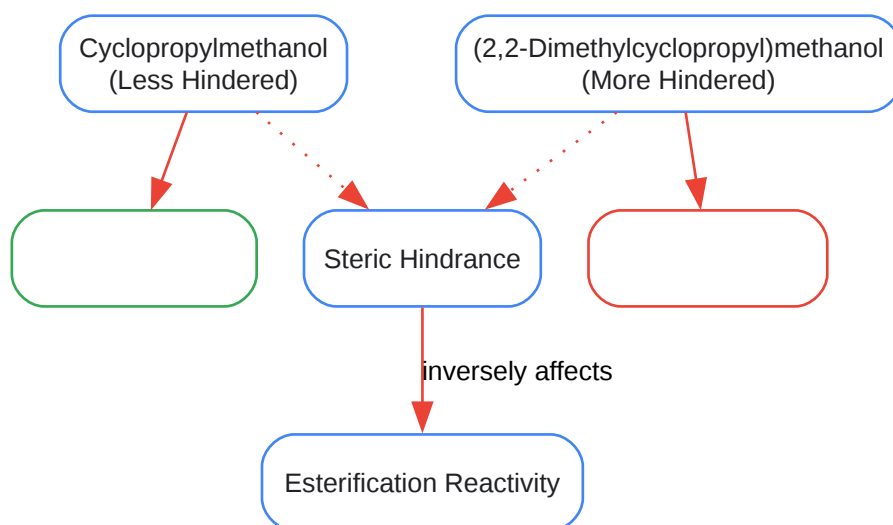 Cyclopropylmethanol
(Less Hindered)
(2,2-Dimethylcyclopropyl)methanol
(More Hindered)
Steric Hindrance
inversely affects
Esterification Reactivity